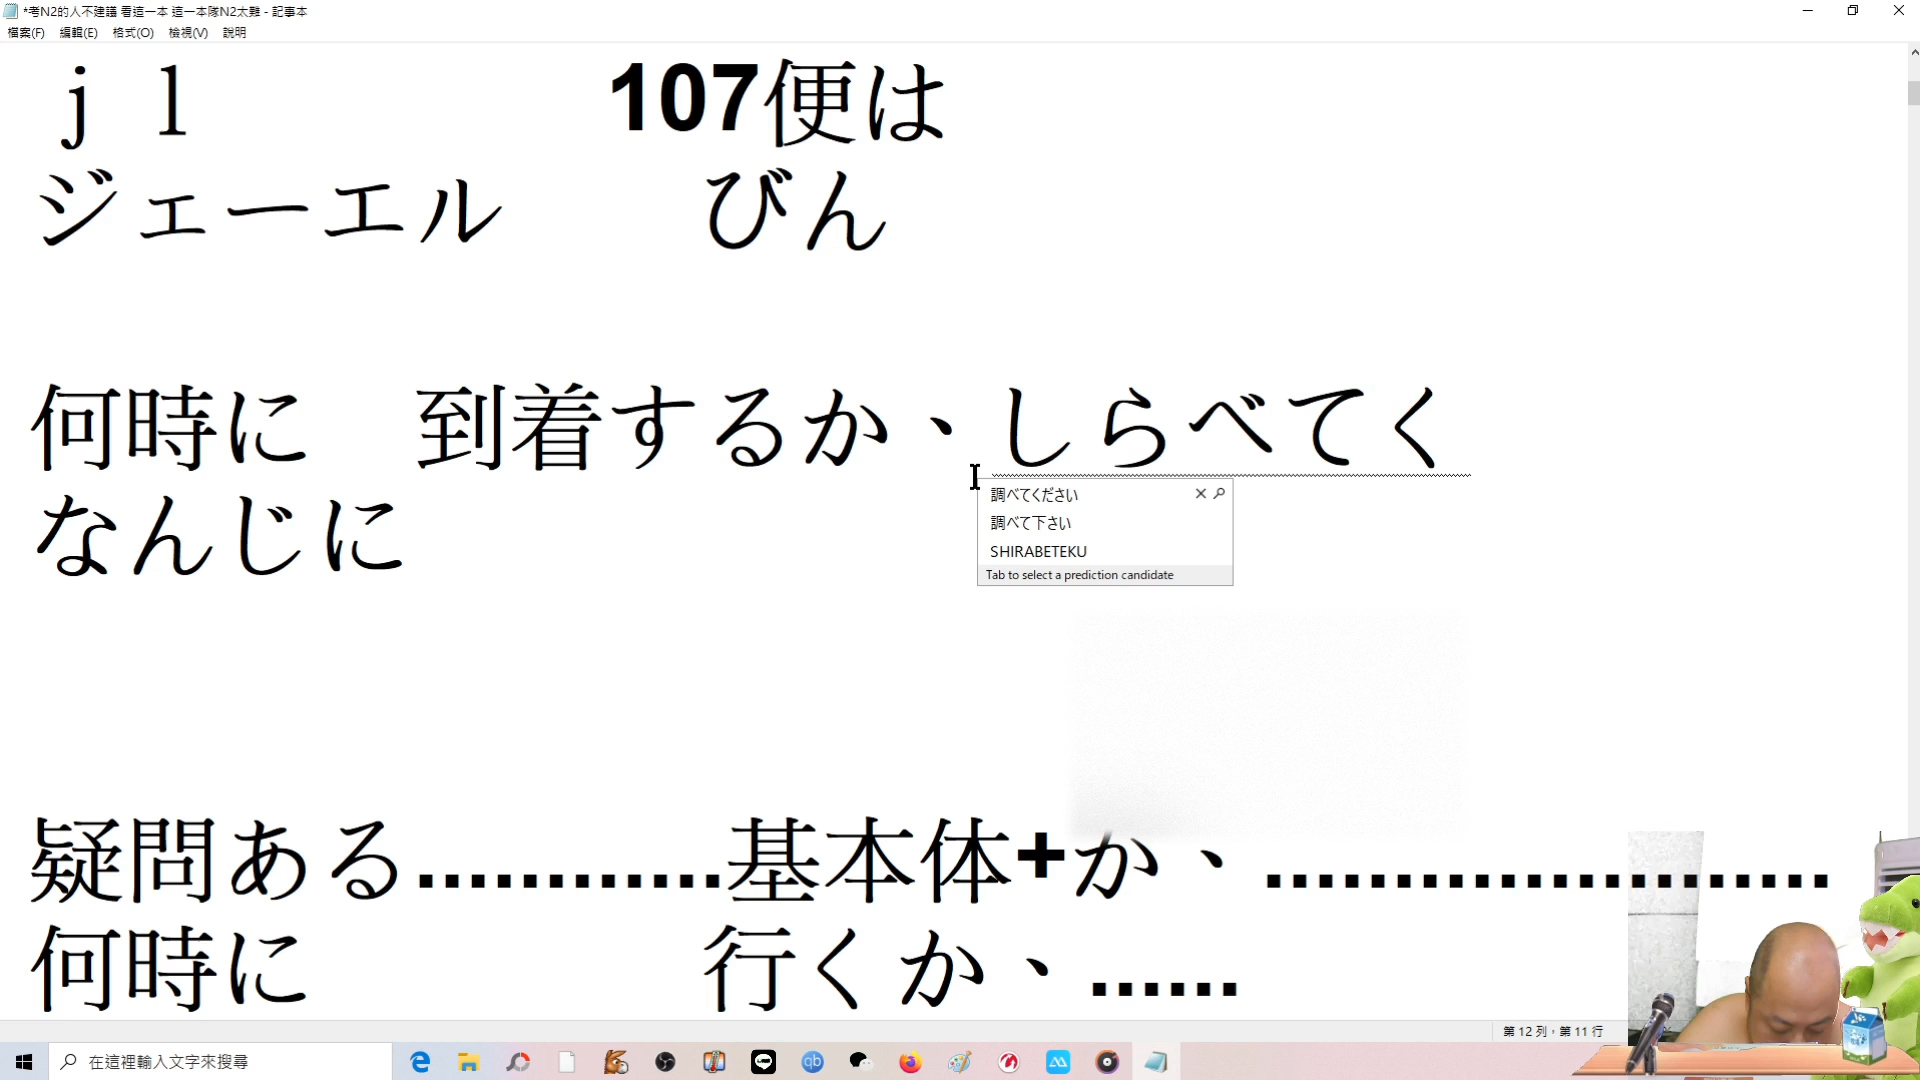 *考N2的人不建議 看這一本 這一本隊N2太難 - 記事本
檔案(F) 編輯(E) 格式(O) 檢視(V) 說明
ｊｌ 107便は
ジェーエル びん
何時に 到着するか、しらべてく
なんじに
調べてください
調べて下さい
SHIRABETEKU
Tab to select a prediction candidate
疑問ある............基本体+か、......................
何時に 行くか、......
第 12 列，第 11 行
在這裡輸入文字來搜尋